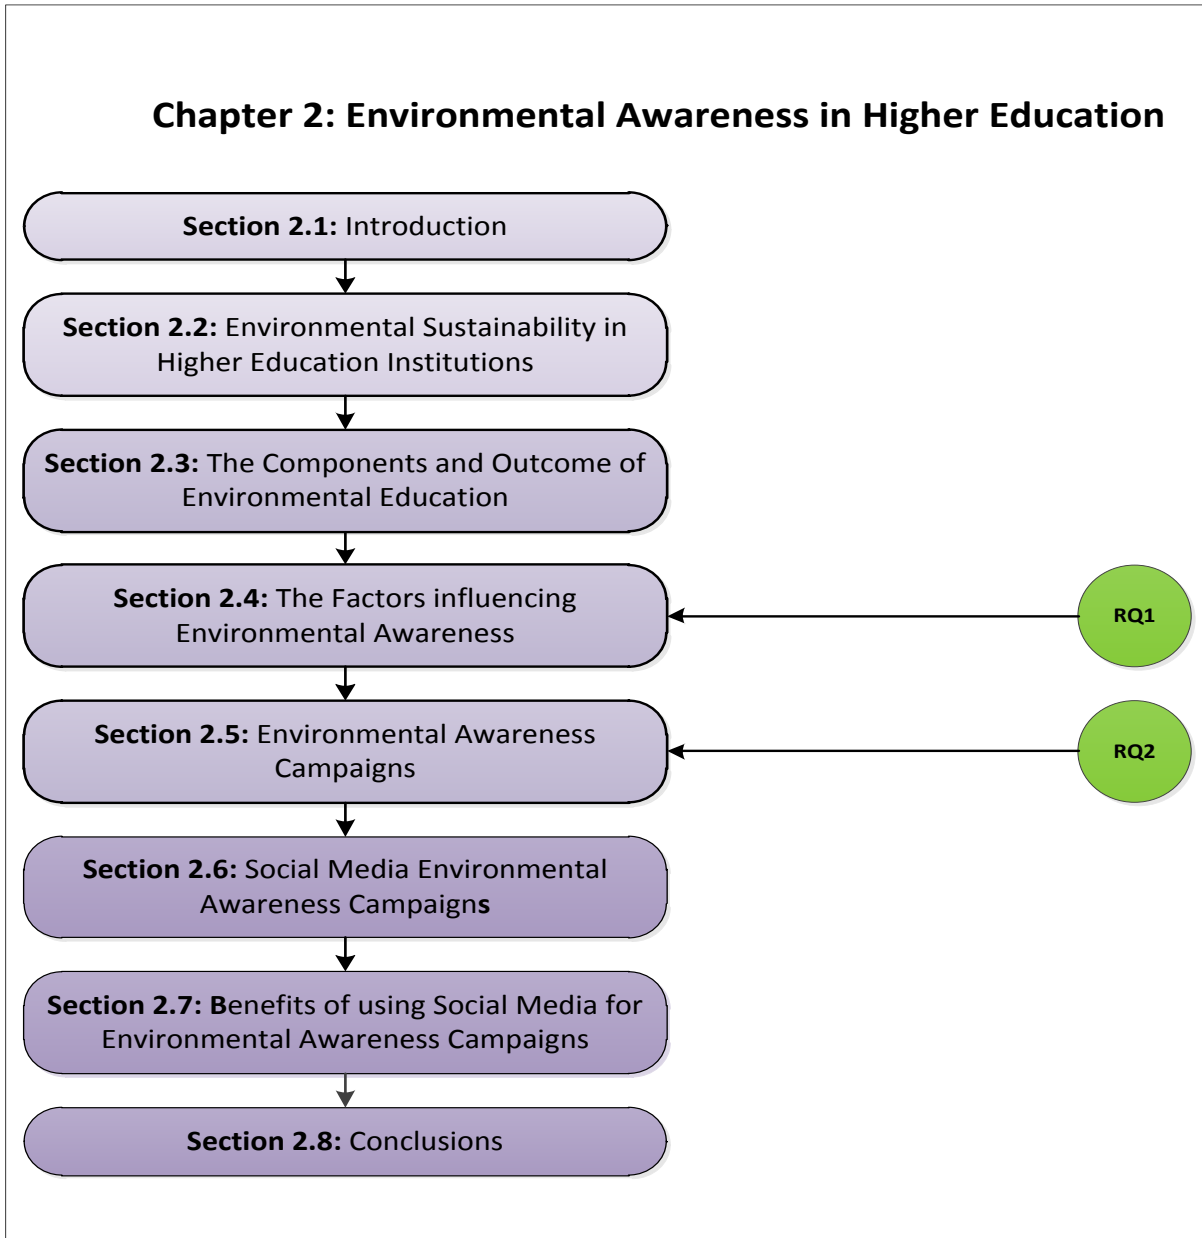 Chapter 2: Environmental Awareness in Higher Education
Section 2.1: Introduction
Section 2.2: Environmental Sustainability in
Higher Education Institutions
Section 2.3: The Components and Outcome of
Environmental Education
Section 2.4: The Factors influencing
Environmental Awareness
RQ1
Section 2.5: Environmental Awareness
Campaigns
RQ2
Section 2.6: Social Media Environmental
Awareness Campaigns
Section 2.7: Benefits of using Social Media for
Environmental Awareness Campaigns
Section 2.8: Conclusions